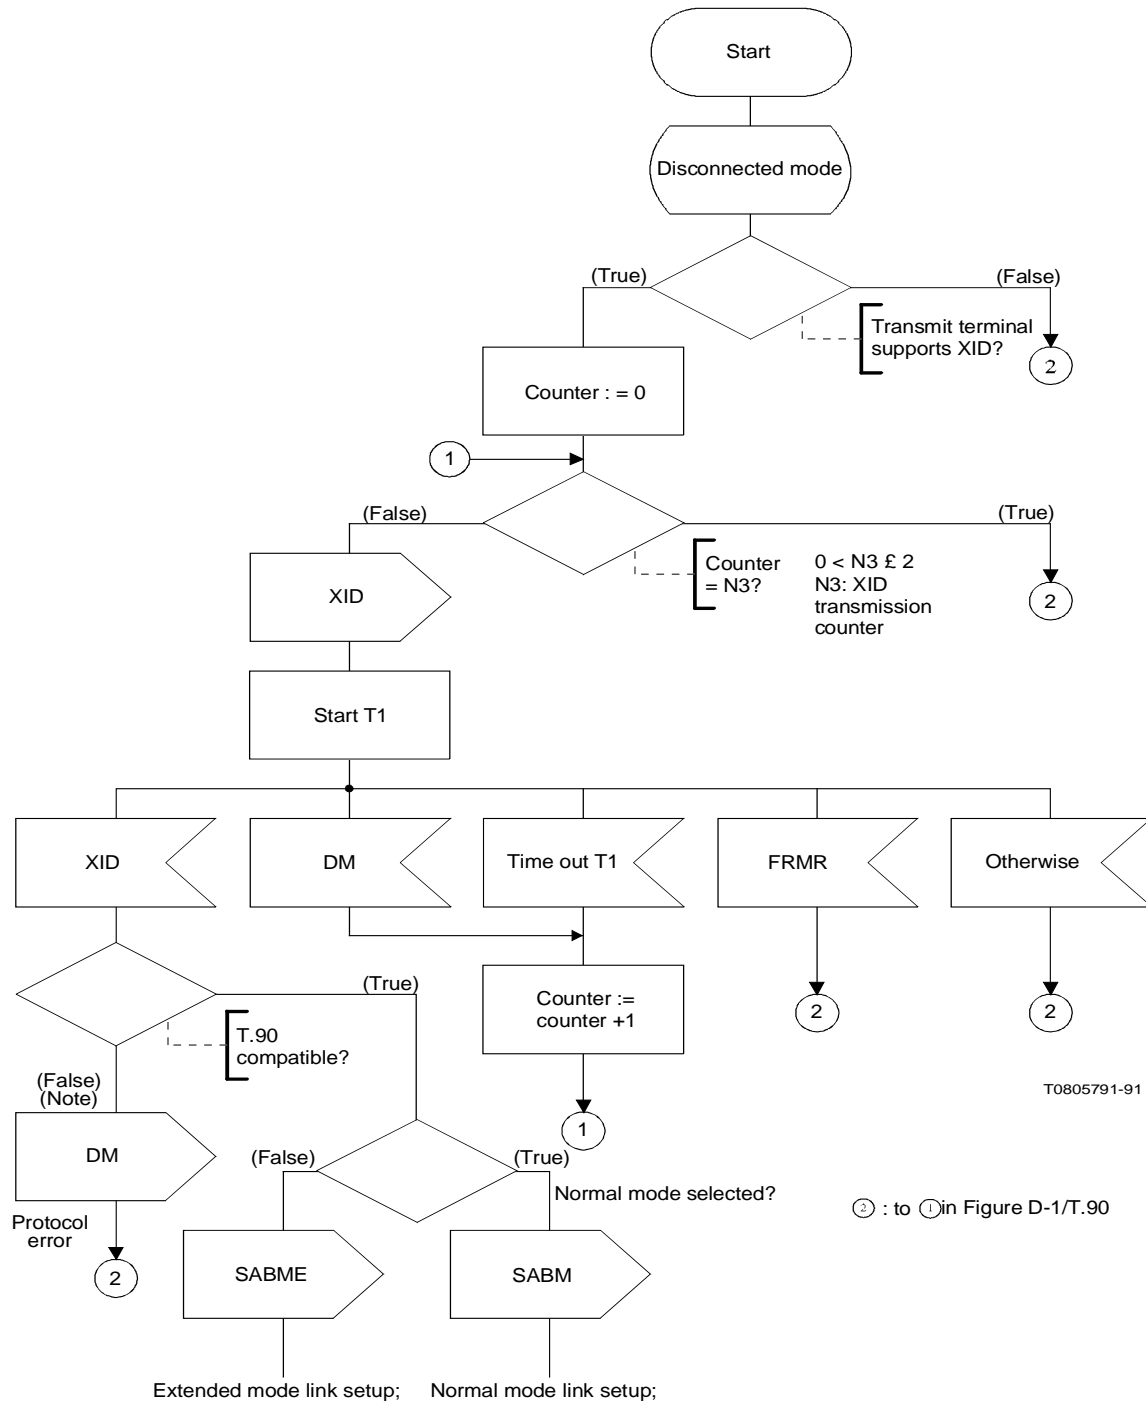 Start
Disconnected mode
(True)
(False)
Transmit terminal
supports XID?
2
Counter : = 0
1
(False)
(True)
Counter
= N3?
0 < N3 £ 2
N3: XID
transmission
counter
2
XID
Start T1
XID
DM
Time out T1
FRMR
Otherwise
(True)
T.90
compatible?
Counter :=
counter +1
2
2
(False)
(Note)
T0805791-91
1
DM
(False)
(True)
Normal mode selected?
2 : to 1 in Figure D-1/T.90
Protocol
error
2
SABME
SABM
Extended mode link setup;
Normal mode link setup;